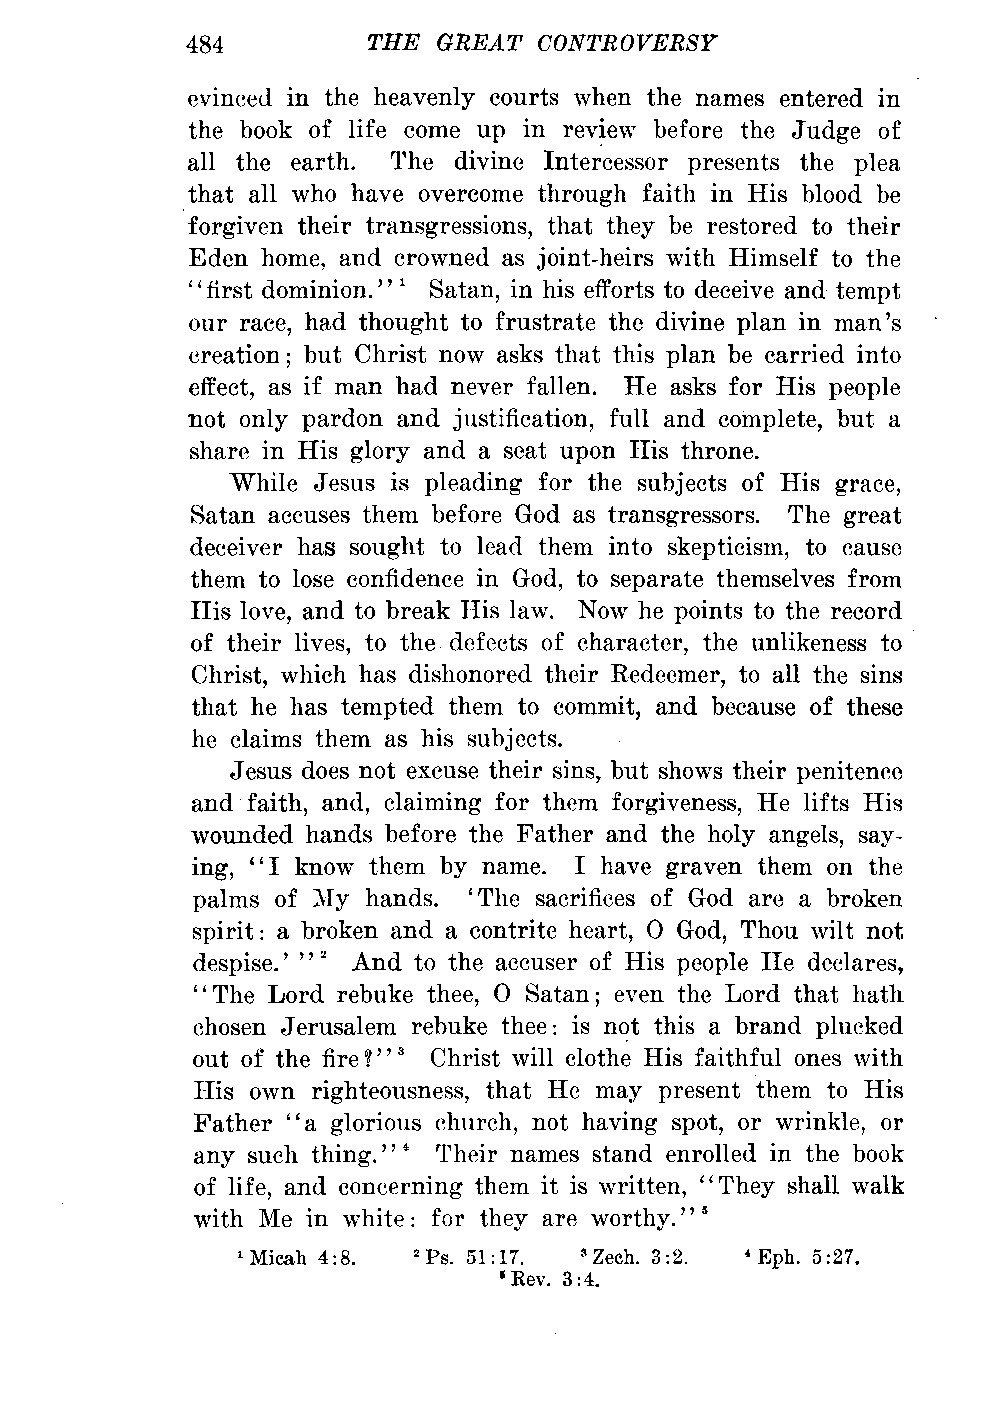 484 THE GREAT CONTROVERSY
evinced in the heavenly courts when the names entered in
the book of life come up in review before the Judge of
all the earth. The divine Intercessor presents the plea
that all who have overcome through faith in His blood be
forgiven their transgressions, that they be restored to their
Eden home, and crowned as joint-heirs with Himself to the
"first dominion." ¹ Satan, in his efforts to deceive and tempt
our race, had thought to frustrate the divine plan in man's
creation; but Christ now asks that this plan be carried into
effect, as if man had never fallen. He asks for His people
not only pardon and justification, full and complete, but a
share in His glory and a seat upon His throne.
While Jesus is pleading for the subjects of His grace,
Satan accuses them before God as transgressors. The great
deceiver has sought to lead them into skepticism, to cause
them to lose confidence in God, to separate themselves from
His love, and to break His law. Now he points to the record
of their lives, to the defects of character, the unlikeness to
Christ, which has dishonored their Redeemer, to all the sins
that he has tempted them to commit, and because of these
he claims them as his subjects.
Jesus does not excuse their sins, but shows their penitence
and faith, and, claiming for them forgiveness, He lifts His
wounded hands before the Father and the holy angels, say-
ing, "I know them by name. I have graven them on the
palms of My hands. 'The sacrifices of God are a broken
spirit: a broken and a contrite heart, O God, Thou wilt not
despise.' " ² And to the accuser of His people He declares,
"The Lord rebuke thee, O Satan; even the Lord that hath
chosen Jerusalem rebuke thee: is not this a brand plucked
out of the fire?" ³ Christ will clothe His faithful ones with
His own righteousness, that He may present them to His
Father "a glorious church, not having spot, or wrinkle, or
any such thing." ⁴ Their names stand enrolled in the book
of life, and concerning them it is written, "They shall walk
with Me in white: for they are worthy." ⁵
¹ Micah 4:8. ² Ps. 51:17. ³ Zech. 3:2. ⁴ Eph. 5:27.
⁵ Rev. 3:4.